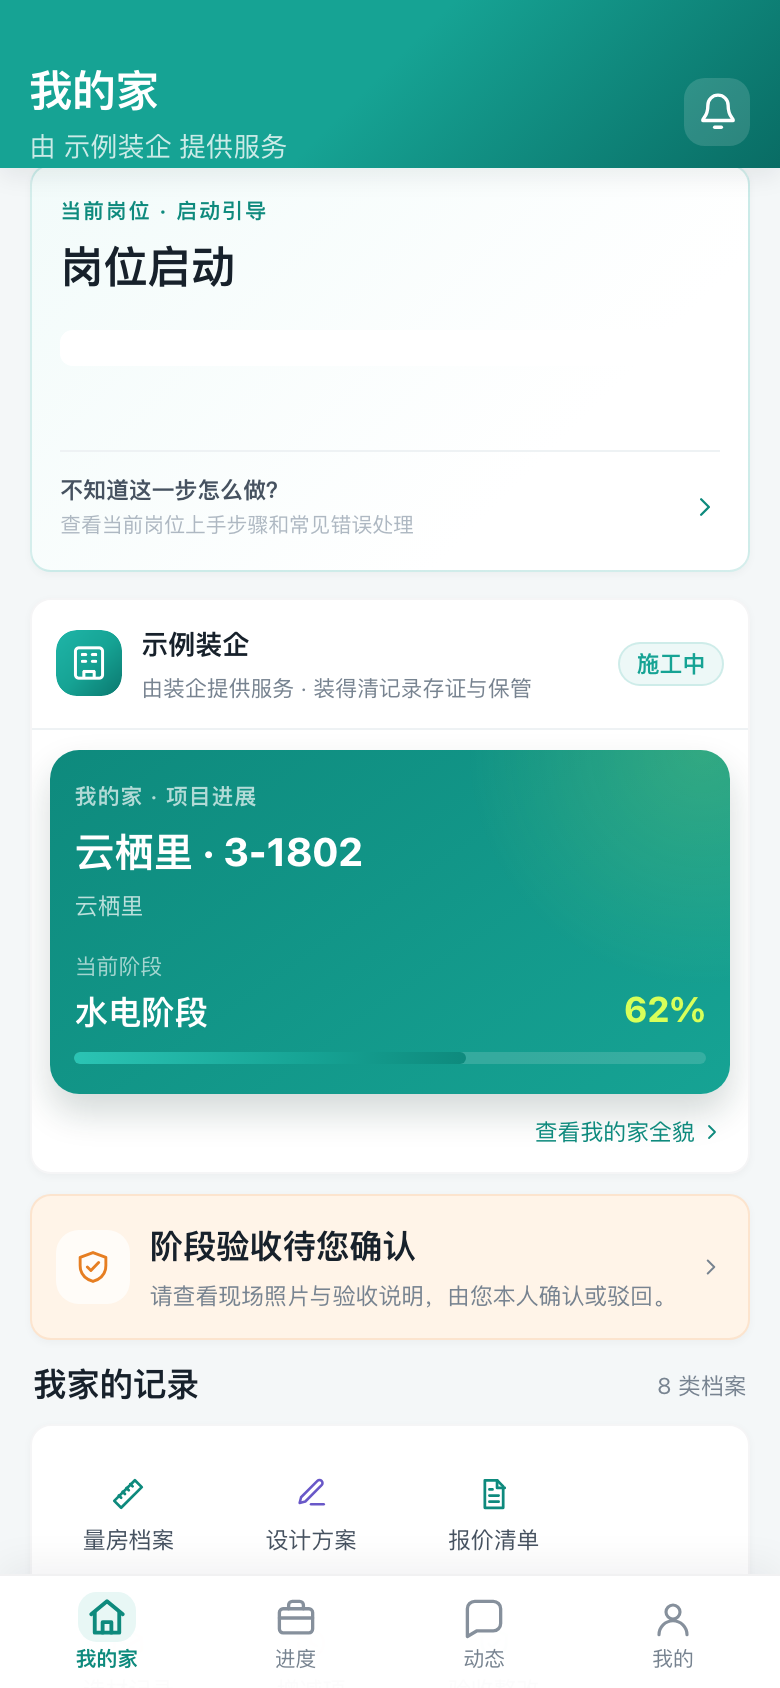 我的家
由 示例装企 提供服务
当前岗位 · 启动引导
岗位启动
不知道这一步怎么做?
查看当前岗位上手步骤和常见错误处理
示例装企
由装企提供服务 · 装得清记录存证与保管
施工中
我的家 · 项目进展
云栖里 · 3-1802
云栖里
当前阶段
水电阶段
62%
查看我的家全貌
阶段验收待您确认
请查看现场照片与验收说明，由您本人确认或驳回。
我家的记录
8 类档案
量房档案
设计方案
报价清单
我的家
进度
动态
我的